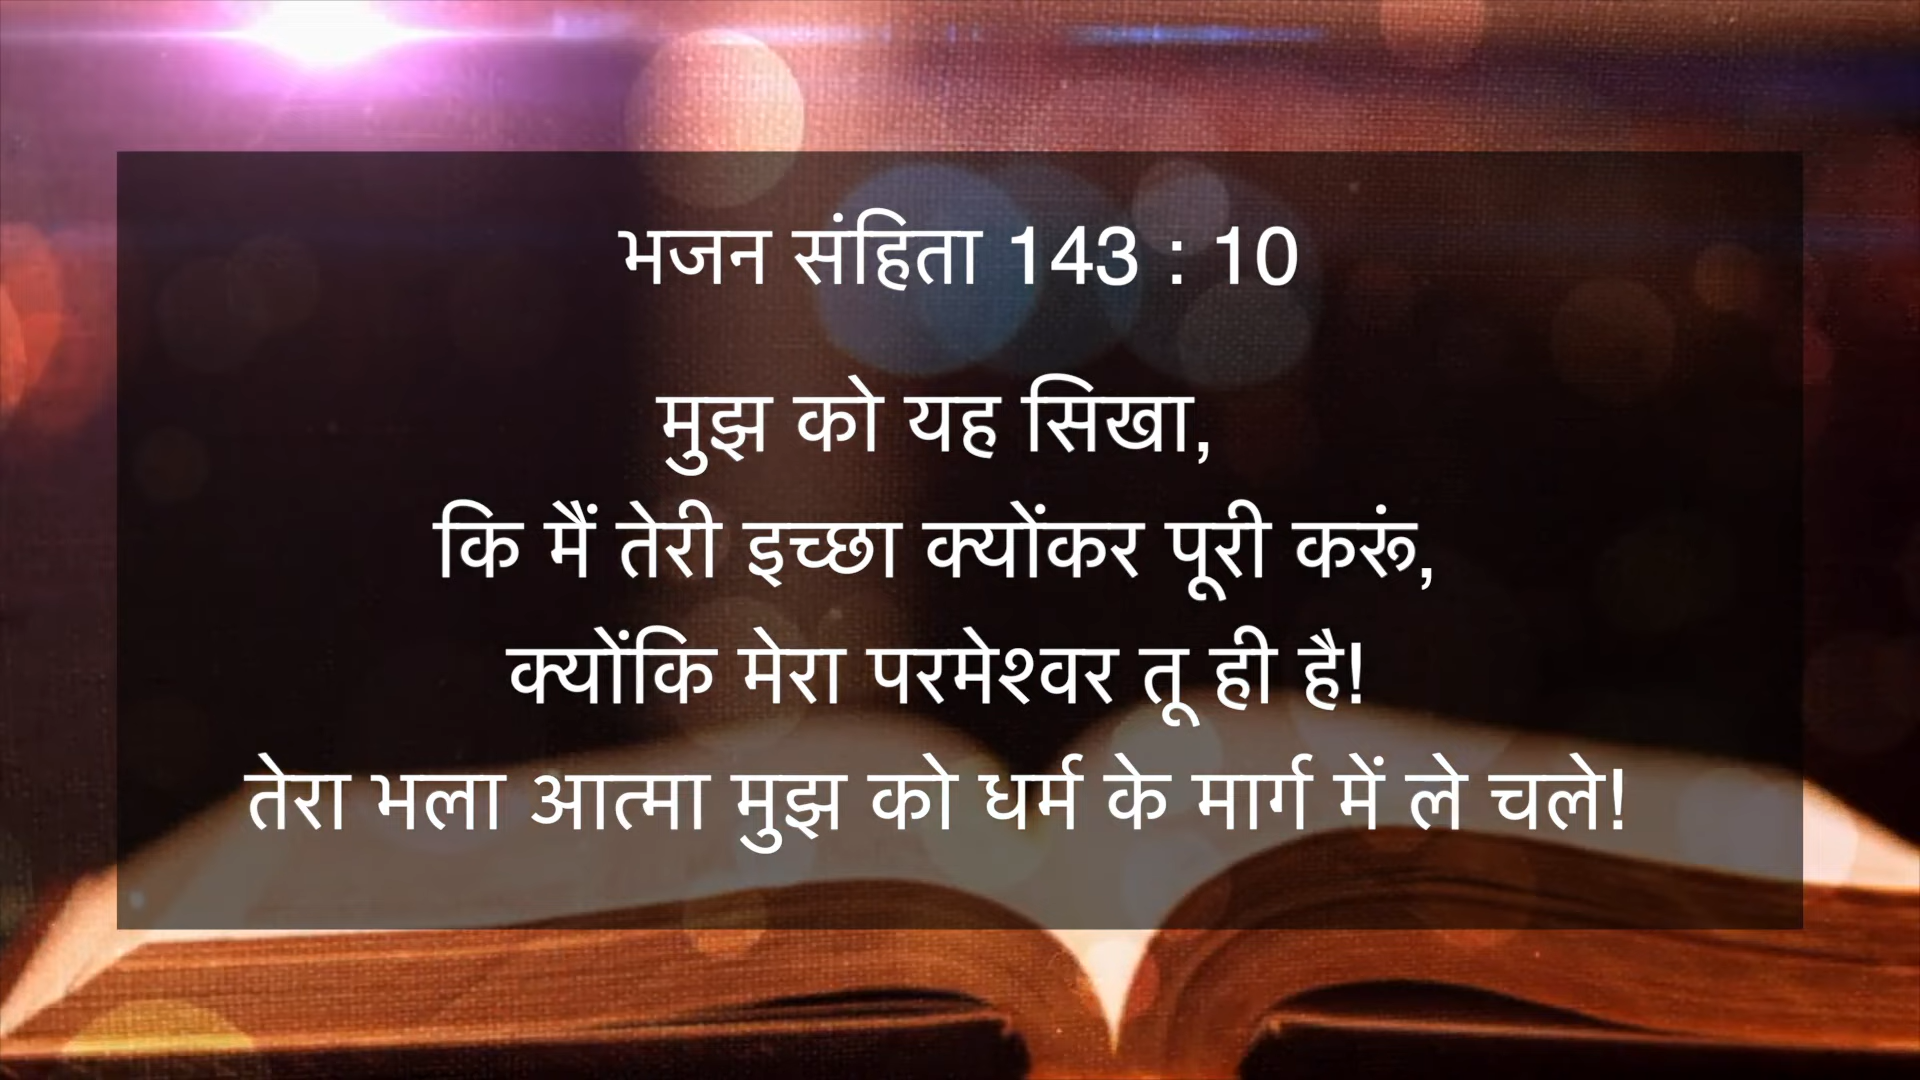 भजन संहिता 143 : 10
मुझ को यह सिखा,
कि मैं तेरी इच्छा क्योंकर पूरी करूं,
क्योंकि मेरा परमेश्वर तू ही है!
तेरा भला आत्मा मुझ को धर्म के मार्ग में ले चले!